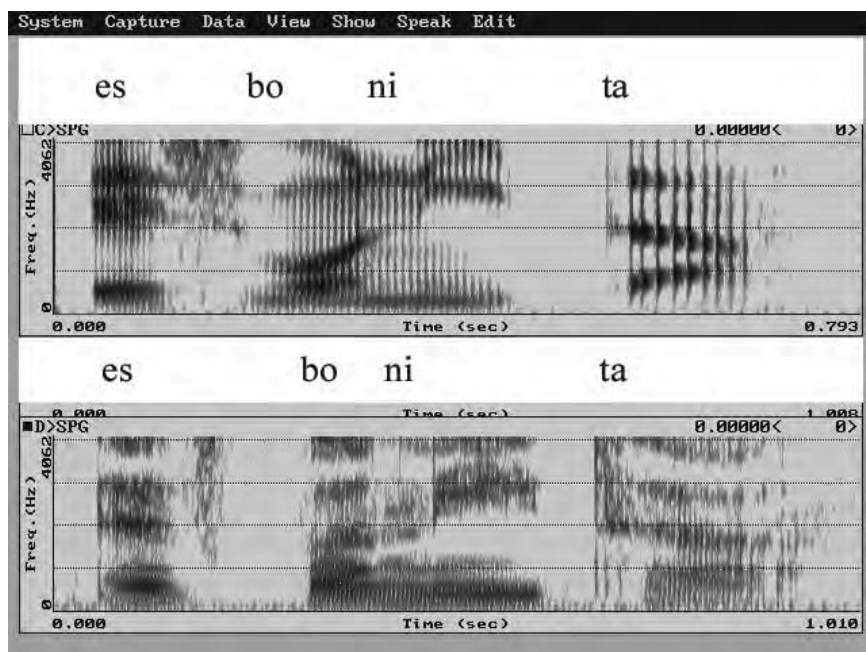 System Capture Data View Show Speak Edit
es bo ni ta
□C>SPG 0.00000< 0>
4062
Freq.(Hz)
0
0.000 Time (sec) 0.793
es bo ni ta
0.000 Time (sec) 1.008
■D>SPG 0.00000< 0>
4062
Freq.(Hz)
0
0.000 Time (sec) 1.010